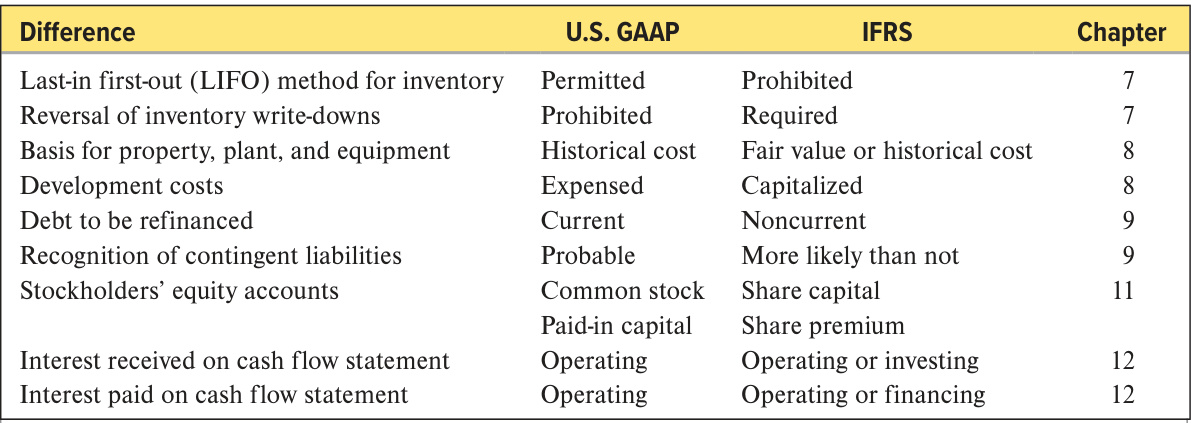 Difference U.S. GAAP IFRS Chapter
Last-in first-out (LIFO) method for inventory Permitted Prohibited 7
Reversal of inventory write-downs Prohibited Required 7
Basis for property, plant, and equipment Historical cost Fair value or historical cost 8
Development costs Expensed Capitalized 8
Debt to be refinanced Current Noncurrent 9
Recognition of contingent liabilities Probable More likely than not 9
Stockholders’ equity accounts Common stock Share capital 11
Paid-in capital Share premium
Interest received on cash flow statement Operating Operating or investing 12
Interest paid on cash flow statement Operating Operating or financing 12